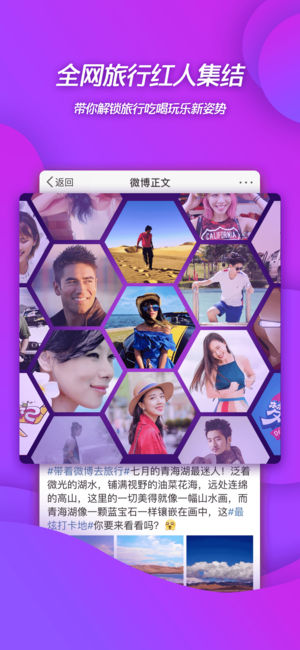 全网旅行红人集结
带你解锁旅行吃喝玩乐新姿势
返回
微博正文
CALIFORNIA
#带着微博去旅行#七月的青海湖最迷人！泛着
微光的湖水，铺满视野的油菜花海，远处连绵
的高山，这里的一切美得就像一幅山水画，而
青海湖像一颗蓝宝石一样镶嵌在画中，这#最
炫打卡地#你要来看看吗？